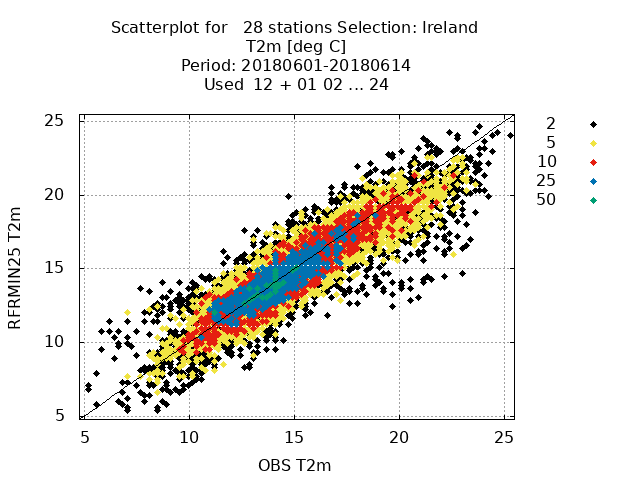 Scatterplot for 28 stations Selection: Ireland
T2m [deg C]
Period: 20180601-20180614
Used 12 + 01 02 ... 24
25
20
15
10
5
5 10 15 20 25
RFRMIN25 T2m
OBS T2m
2
5
10
25
50